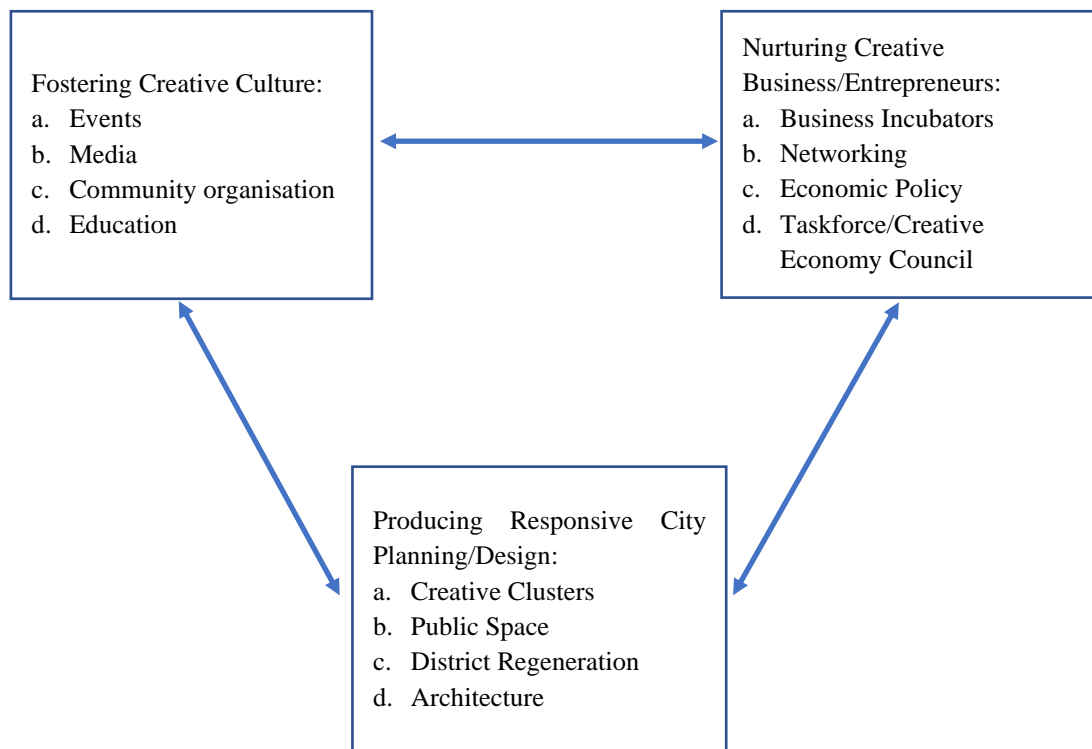 Fostering Creative Culture:
a. Events
b. Media
c. Community organisation
d. Education
Nurturing Creative
Business/Entrepreneurs:
a. Business Incubators
b. Networking
c. Economic Policy
d. Taskforce/Creative
Economy Council
Producing Responsive City
Planning/Design:
a. Creative Clusters
b. Public Space
c. District Regeneration
d. Architecture